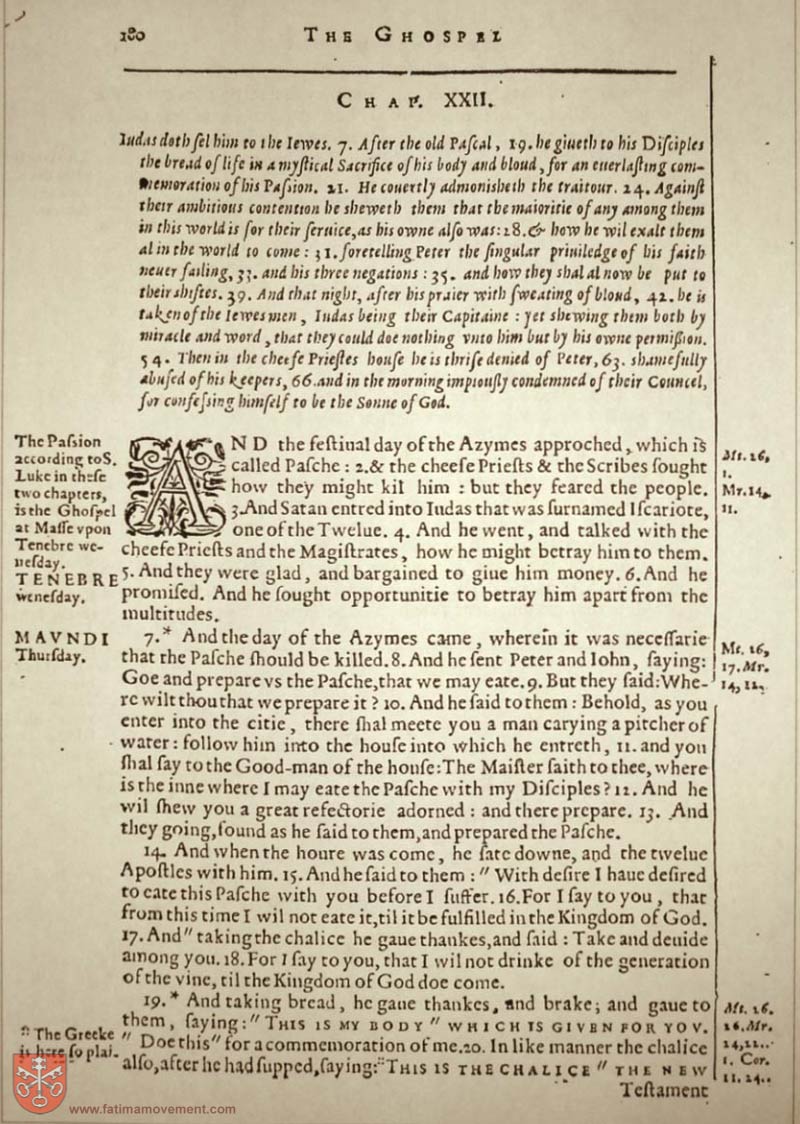 180 THE GHOSPEL
CHAP. XXII.
Iudas doth ſel him to the Iewes. 7. After the old Paſcal, 19. he giueth to his Diſciples
the bread of life in a myſtical Sacrifice of his body and bloud, for an euerlaſting com-
memoration of his Paſsion. 21. He couertly admonisheth the traitour. 24. Againſt
their ambitious contention he sheweth them that the maioritie of any among them
in this world is for their ſeruice, as his owne alſo was: 28. & how he wil exalt them
al in the world to come: 31. foretelling Peter the ſingular priuiledge of his faith
neuer failing, 33. and his three negations: 35. and how they shal al now be put to
their shiftes. 39. And that night, after his praier with ſweating of bloud, 42. he is
taken of the Iewes men, Iudas being their Capitaine: yet shewing them both by
miracle and word, that they could doe nothing vnto him but by his owne permiſsion.
54. Then in the cheefe Prieſtes houſe he is thriſe denied of Peter, 63. shamefully
abuſed of his keepers, 66. and in the morning impiouſly condemned of their Councel,
for confeſsing himſelf to be the Sonne of God.
The Paſsion
according to S.
Luke in theſe
two chapters,
is the Ghoſpel
at Maſſe vpon
Tenebre we-
neſday.
TENEBRE
weneſday.
AND the feſtiual day of the Azymes approched, which is
called Paſche: 2. & the cheefe Prieſts & the Scribes ſought
how they might kil him: but they feared the people.
3. And Satan entred into Iudas that was ſurnamed Iſcariote,
one of the Twelue. 4. And he went, and talked with the
cheefe Prieſts and the Magiſtrates, how he might betray him to them.
5. And they were glad, and bargained to giue him money. 6. And he
promiſed. And he ſought opportunitie to betray him apart from the
multitudes.
Mt. 26,
1.
Mr. 14,
11.
MAVNDI
Thurſday.
7.* And the day of the Azymes came, wherein it was neceſſarie
that the Paſche ſhould be killed. 8. And he ſent Peter and Iohn, ſaying:
Goe and prepare vs the Paſche, that we may eate. 9. But they ſaid: Whe-
re wilt thou that we prepare it? 10. And he ſaid to them: Behold, as you
enter into the citie, there ſhal meete you a man carying a pitcher of
water: follow him into the houſe into which he entreth, 11. and you
ſhal ſay to the Good-man of the houſe: The Maiſter ſaith to thee, where
is the inne where I may eate the Paſche with my Diſciples? 12. And he
wil ſhew you a great refectorie adorned: and there prepare. 13. And
they going, found as he ſaid to them, and prepared the Paſche.
Mt. 26,
17. Mr.
14, 12.
14. And when the houre was come, he ſate downe, and the twelue
Apoſtles with him. 15. And he ſaid to them: " With deſire I haue deſired
to eate this Paſche with you before I ſuffer. 16. For I ſay to you, that
from this time I wil not eate it, til it be fulfilled in the Kingdom of God.
17. And " taking the chalice he gaue thankes, and ſaid: Take and deuide
among you. 18. For I ſay to you, that I wil not drinke of the generation
of the vine, til the Kingdom of God doe come.
19.* And taking bread, he gaue thankes, and brake; and gaue to
them, ſaying: " THIS IS MY BODY " WHICH IS GIVEN FOR YOV.
" Doe this " for a commemoration of me. 20. In like manner the chalice
alſo, after he had ſupped, ſaying: " THIS IS THE CHALICE " THE NEW
Teſtament
The Greeke
is here ſo plai-
Mt. 26.
26. Mr.
14, 22.
1. Cor.
11. 24.
www.fatimamovement.com